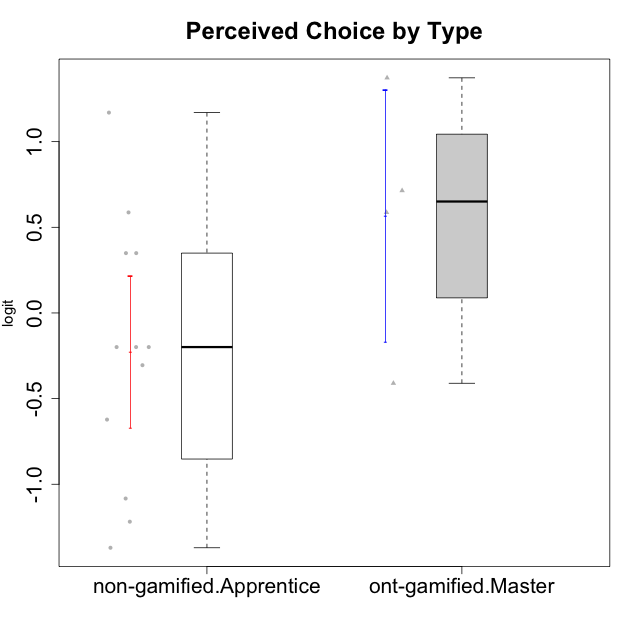 Perceived Choice by Type
logit
1.0
0.5
0.0
-0.5
-1.0
non-gamified.Apprentice
ont-gamified.Master